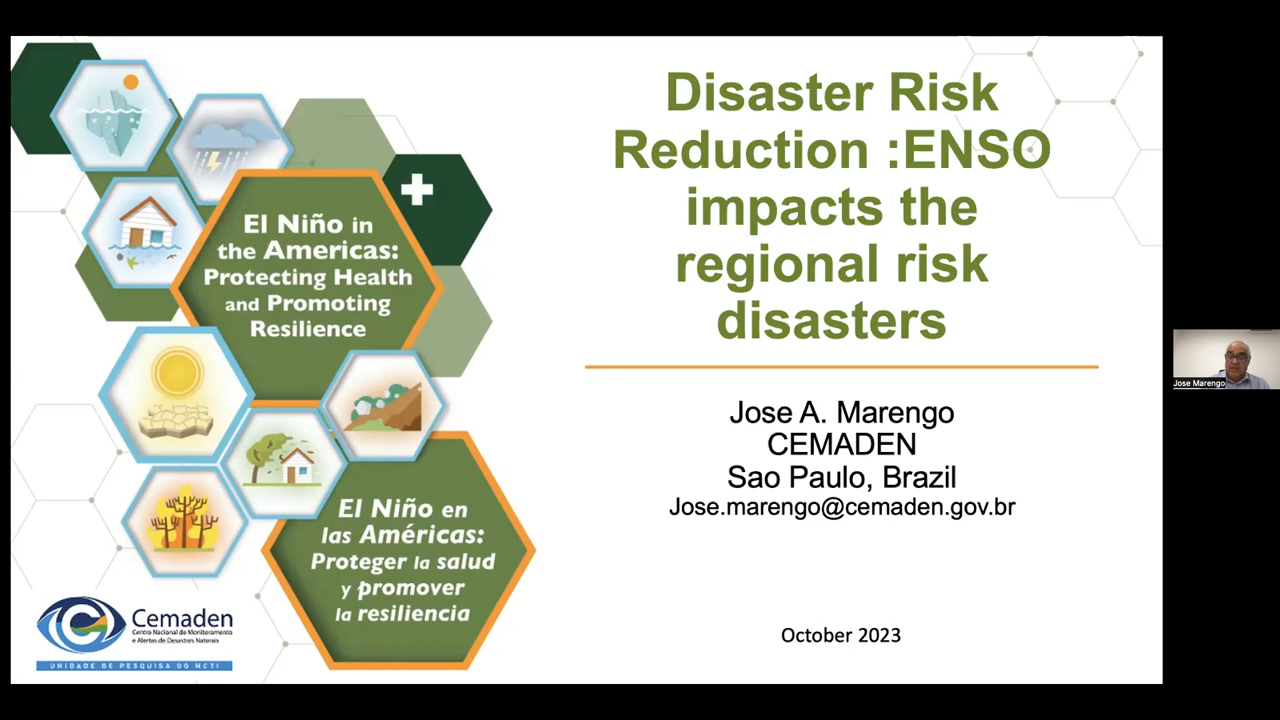 El Niño in
the Americas:
Protecting Health
and Promoting
Resilience
El Niño en
las Américas:
Proteger la salud
y promover
la resiliencia
Cemaden
Centro Nacional de Monitoramento
e Alertas de Desastres Naturais
UNIDADE DE PESQUISA DO MCTI
Disaster Risk
Reduction :ENSO
impacts the
regional risk
disasters
Jose A. Marengo
CEMADEN
Sao Paulo, Brazil
Jose.marengo@cemaden.gov.br
October 2023
Jose Marengo